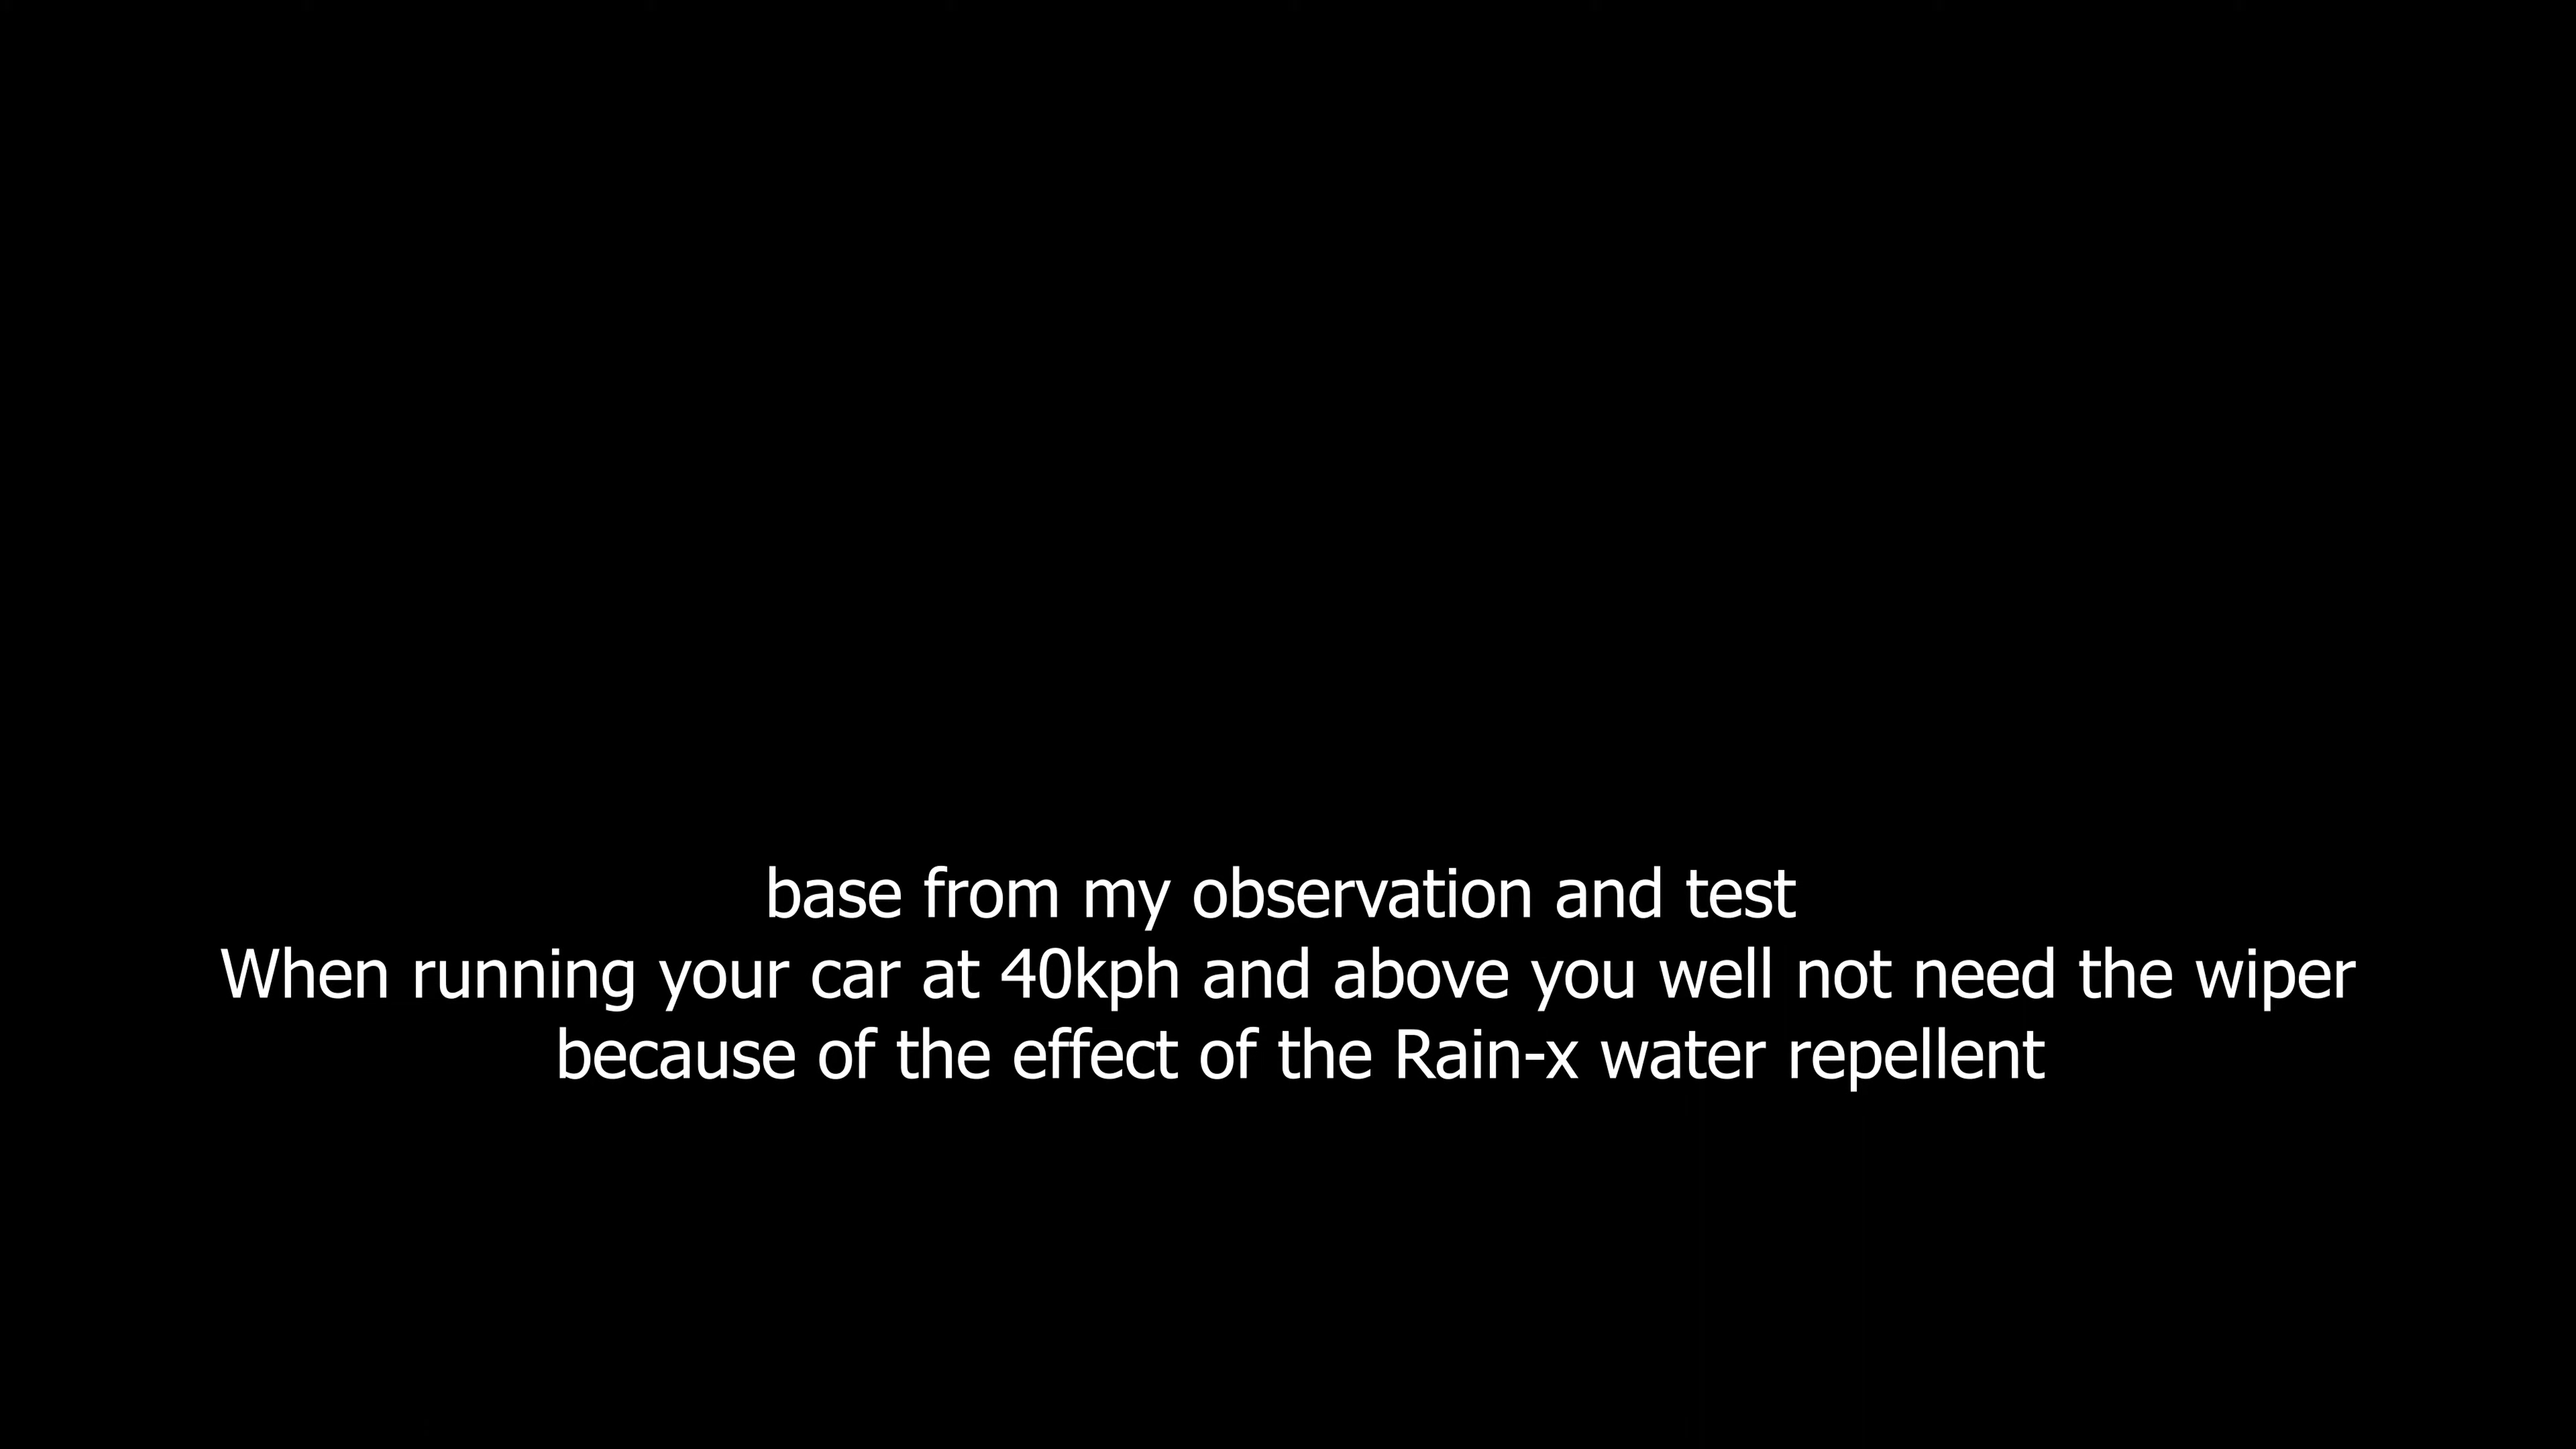 base from my observation and test
When running your car at 40kph and above you well not need the wiper
because of the effect of the Rain-x water repellent